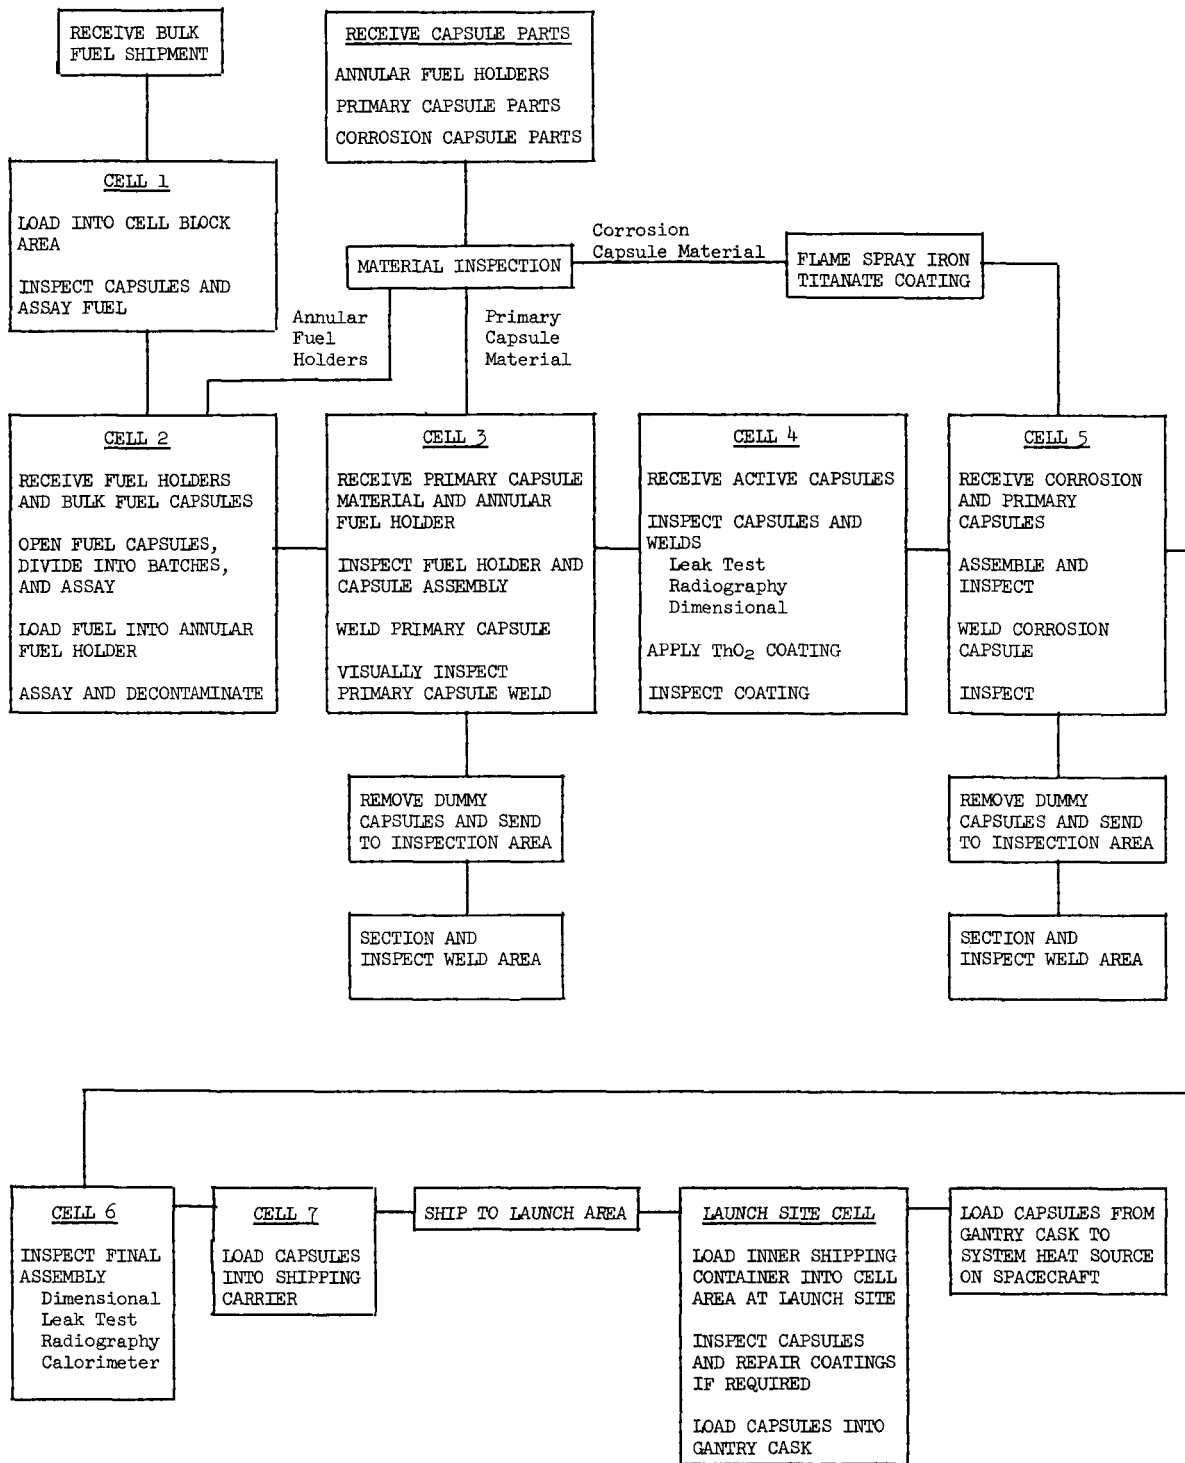 RECEIVE BULK
FUEL SHIPMENT
RECEIVE CAPSULE PARTS
ANNULAR FUEL HOLDERS
PRIMARY CAPSULE PARTS
CORROSION CAPSULE PARTS
CELL 1
LOAD INTO CELL BLOCK
AREA
INSPECT CAPSULES AND
ASSAY FUEL
MATERIAL INSPECTION
Corrosion
Capsule Material
FLAME SPRAY IRON
TITANATE COATING
Annular
Fuel
Holders
Primary
Capsule
Material
CELL 2
RECEIVE FUEL HOLDERS
AND BULK FUEL CAPSULES
OPEN FUEL CAPSULES,
DIVIDE INTO BATCHES,
AND ASSAY
LOAD FUEL INTO ANNULAR
FUEL HOLDER
ASSAY AND DECONTAMINATE
CELL 3
RECEIVE PRIMARY CAPSULE
MATERIAL AND ANNULAR
FUEL HOLDER
INSPECT FUEL HOLDER AND
CAPSULE ASSEMBLY
WELD PRIMARY CAPSULE
VISUALLY INSPECT
PRIMARY CAPSULE WELD
CELL 4
RECEIVE ACTIVE CAPSULES
INSPECT CAPSULES AND
WELDS
Leak Test
Radiography
Dimensional
APPLY ThO₂ COATING
INSPECT COATING
CELL 5
RECEIVE CORROSION
AND PRIMARY
CAPSULES
ASSEMBLE AND
INSPECT
WELD CORROSION
CAPSULE
INSPECT
REMOVE DUMMY
CAPSULES AND SEND
TO INSPECTION AREA
SECTION AND
INSPECT WELD AREA
REMOVE DUMMY
CAPSULES AND SEND
TO INSPECTION AREA
SECTION AND
INSPECT WELD AREA
CELL 6
INSPECT FINAL
ASSEMBLY
Dimensional
Leak Test
Radiography
Calorimeter
CELL 7
LOAD CAPSULES
INTO SHIPPING
CARRIER
SHIP TO LAUNCH AREA
LAUNCH SITE CELL
LOAD INNER SHIPPING
CONTAINER INTO CELL
AREA AT LAUNCH SITE
INSPECT CAPSULES
AND REPAIR COATINGS
IF REQUIRED
LOAD CAPSULES INTO
GANTRY CASK
LOAD CAPSULES FROM
GANTRY CASK TO
SYSTEM HEAT SOURCE
ON SPACECRAFT